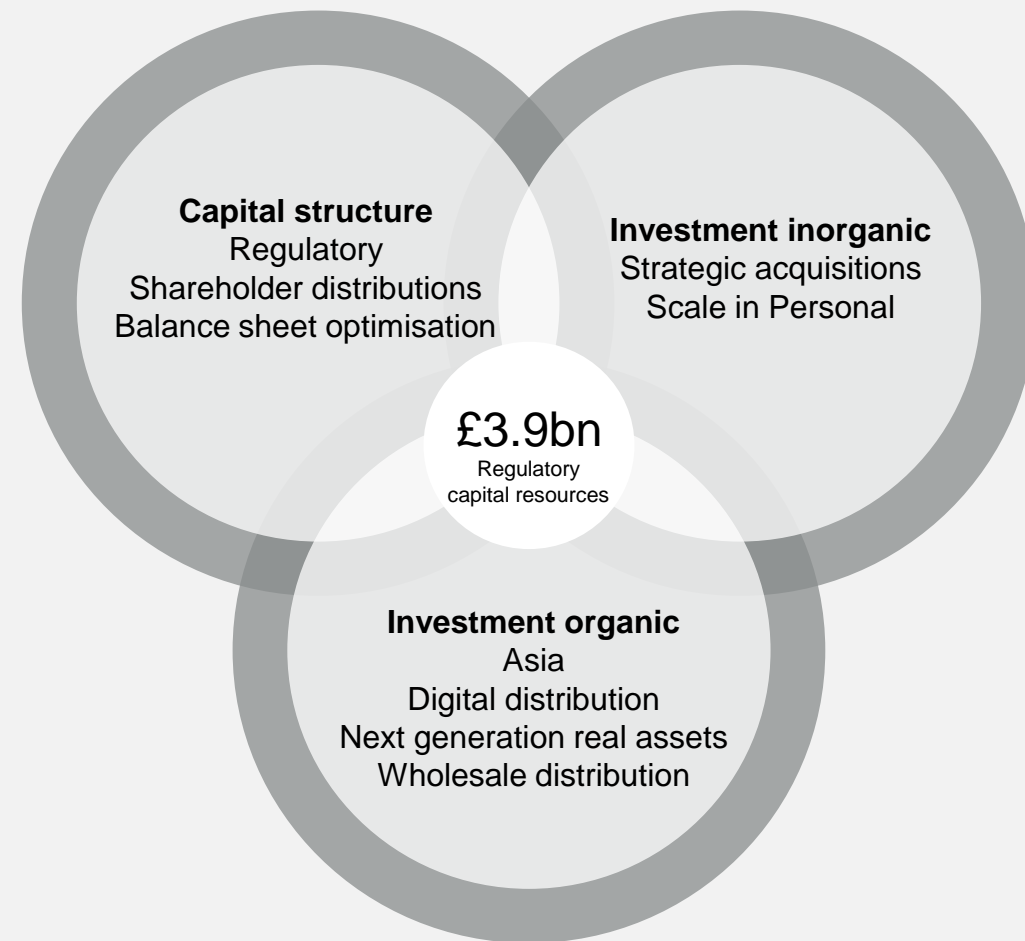 Capital structure
Regulatory
Shareholder distributions
Balance sheet optimisation
Investment inorganic
Strategic acquisitions
Scale in Personal
£3.9bn
Regulatory
capital resources
Investment organic
Asia
Digital distribution
Next generation real assets
Wholesale distribution